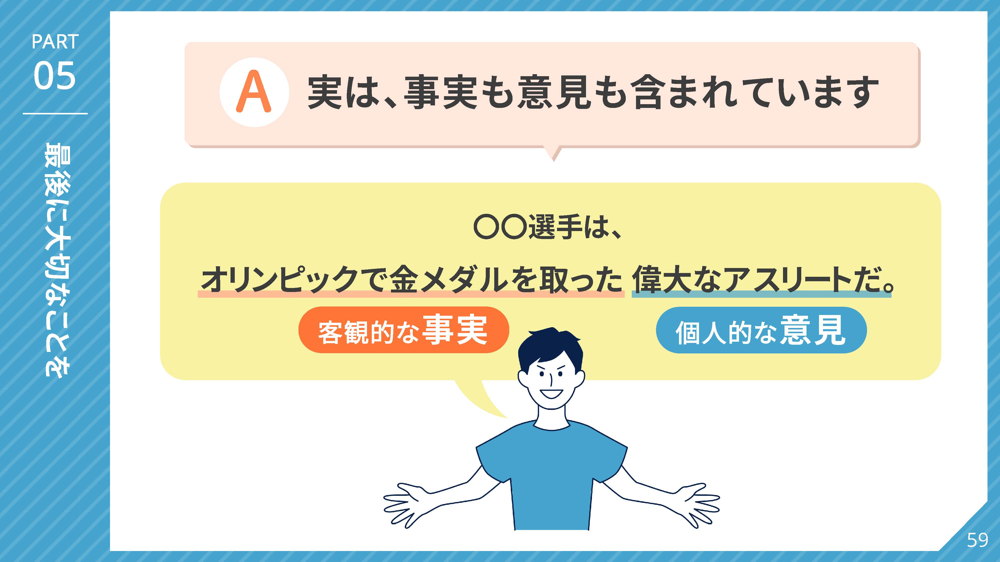 PART
05
最後に大切なことを
A
実は、事実も意見も含まれています
〇〇選手は、
オリンピックで金メダルを取った 偉大なアスリートだ。
客観的な事実
個人的な意見
59